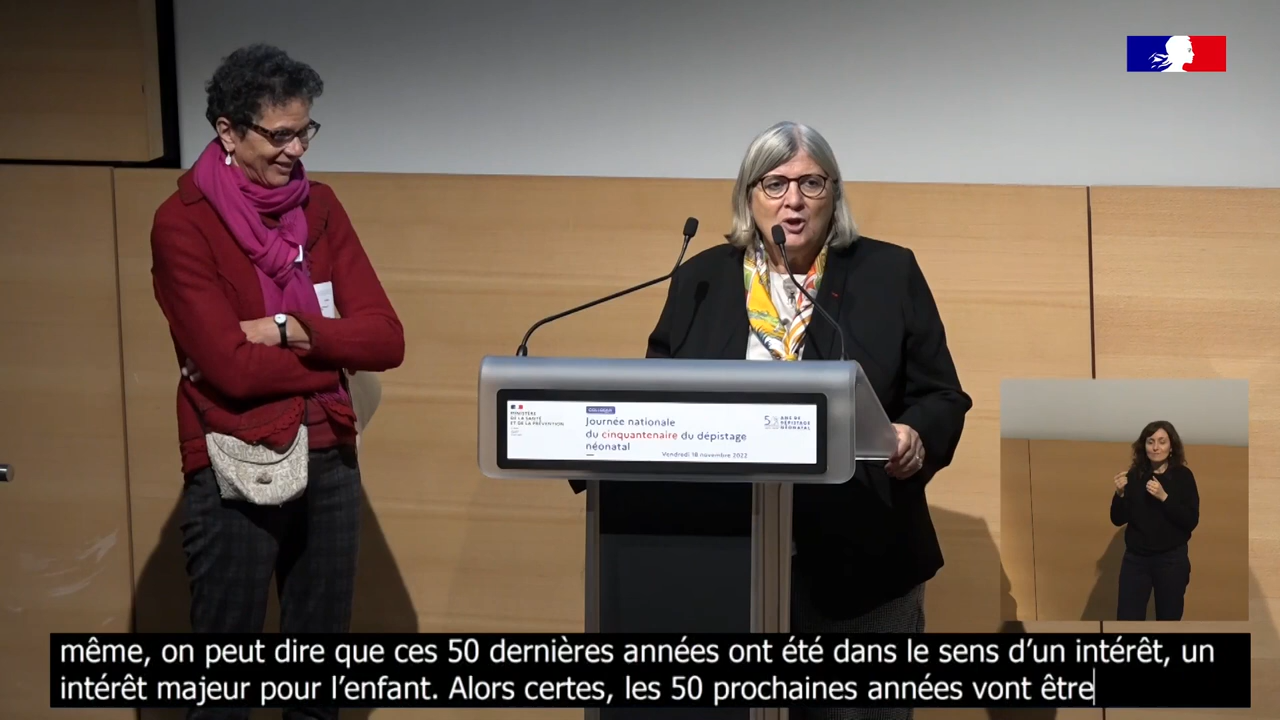 MINISTÈRE
DE LA SANTÉ
ET DE LA PRÉVENTION
COLLOQUE
Journée nationale
du cinquantenaire du dépistage
néonatal
Vendredi 18 novembre 2022
50 ANS DE
DÉPISTAGE
NÉONATAL
même, on peut dire que ces 50 dernières années ont été dans le sens d’un intérêt, un
intérêt majeur pour l’enfant. Alors certes, les 50 prochaines années vont être